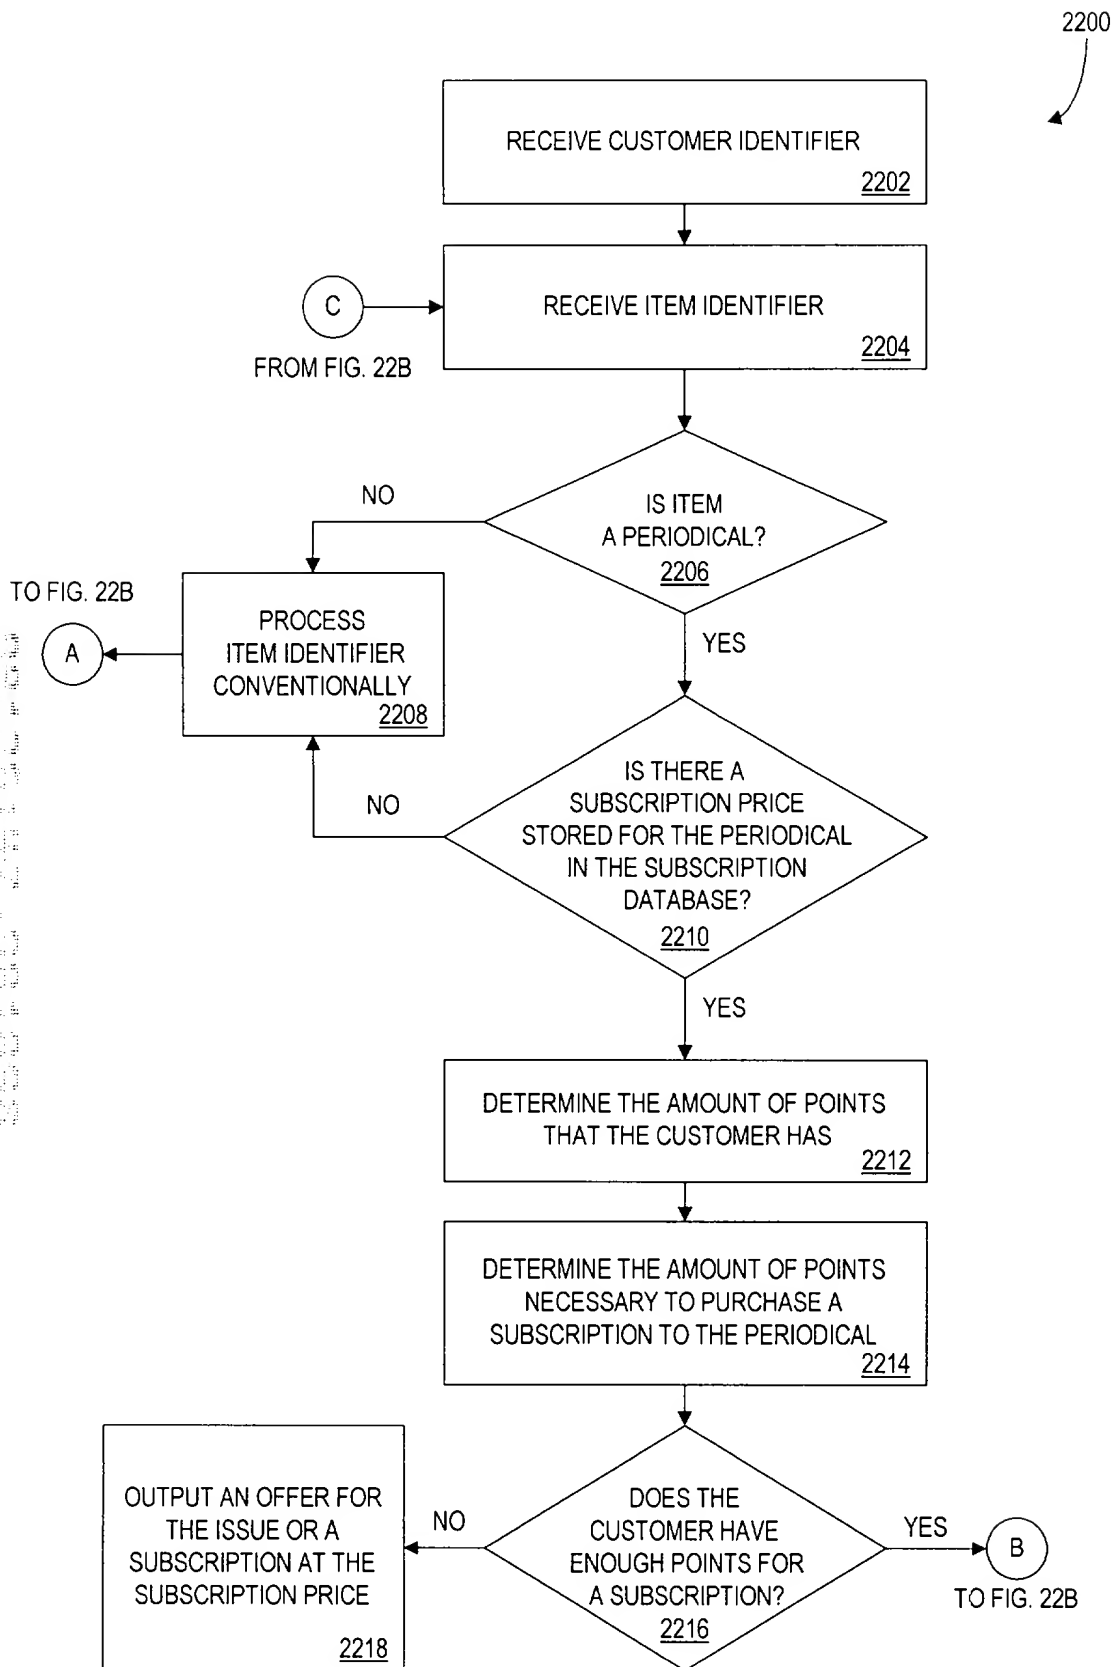 2200
RECEIVE CUSTOMER IDENTIFIER
2202
C
FROM FIG. 22B
RECEIVE ITEM IDENTIFIER
2204
IS ITEM
A PERIODICAL?
2206
NO
YES
TO FIG. 22B
A
PROCESS
ITEM IDENTIFIER
CONVENTIONALLY
2208
IS THERE A
SUBSCRIPTION PRICE
STORED FOR THE PERIODICAL
IN THE SUBSCRIPTION
DATABASE?
2210
NO
YES
DETERMINE THE AMOUNT OF POINTS
THAT THE CUSTOMER HAS
2212
DETERMINE THE AMOUNT OF POINTS
NECESSARY TO PURCHASE A
SUBSCRIPTION TO THE PERIODICAL
2214
DOES THE
CUSTOMER HAVE
ENOUGH POINTS FOR
A SUBSCRIPTION?
2216
NO
YES
B
TO FIG. 22B
OUTPUT AN OFFER FOR
THE ISSUE OR A
SUBSCRIPTION AT THE
SUBSCRIPTION PRICE
2218